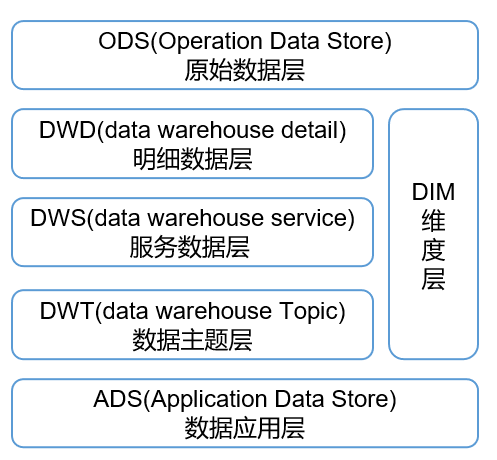 ODS(Operation Data Store)
原始数据层
DWD(data warehouse detail)
明细数据层
DWS(data warehouse service)
服务数据层
DWT(data warehouse Topic)
数据主题层
DIM
维
度
层
ADS(Application Data Store)
数据应用层